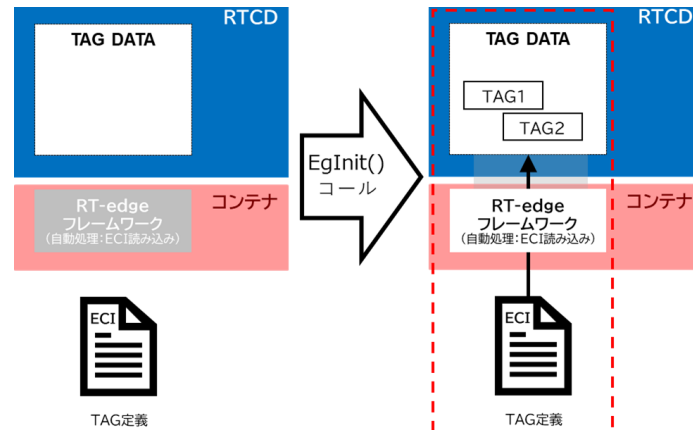 RTCD
TAG DATA
コンテナ
RT-edge
フレームワーク
(自動処理:ECI読み込み)
ECI
TAG定義
EgInit()
コール
RTCD
TAG DATA
TAG1
TAG2
コンテナ
RT-edge
フレームワーク
(自動処理:ECI読み込み)
ECI
TAG定義